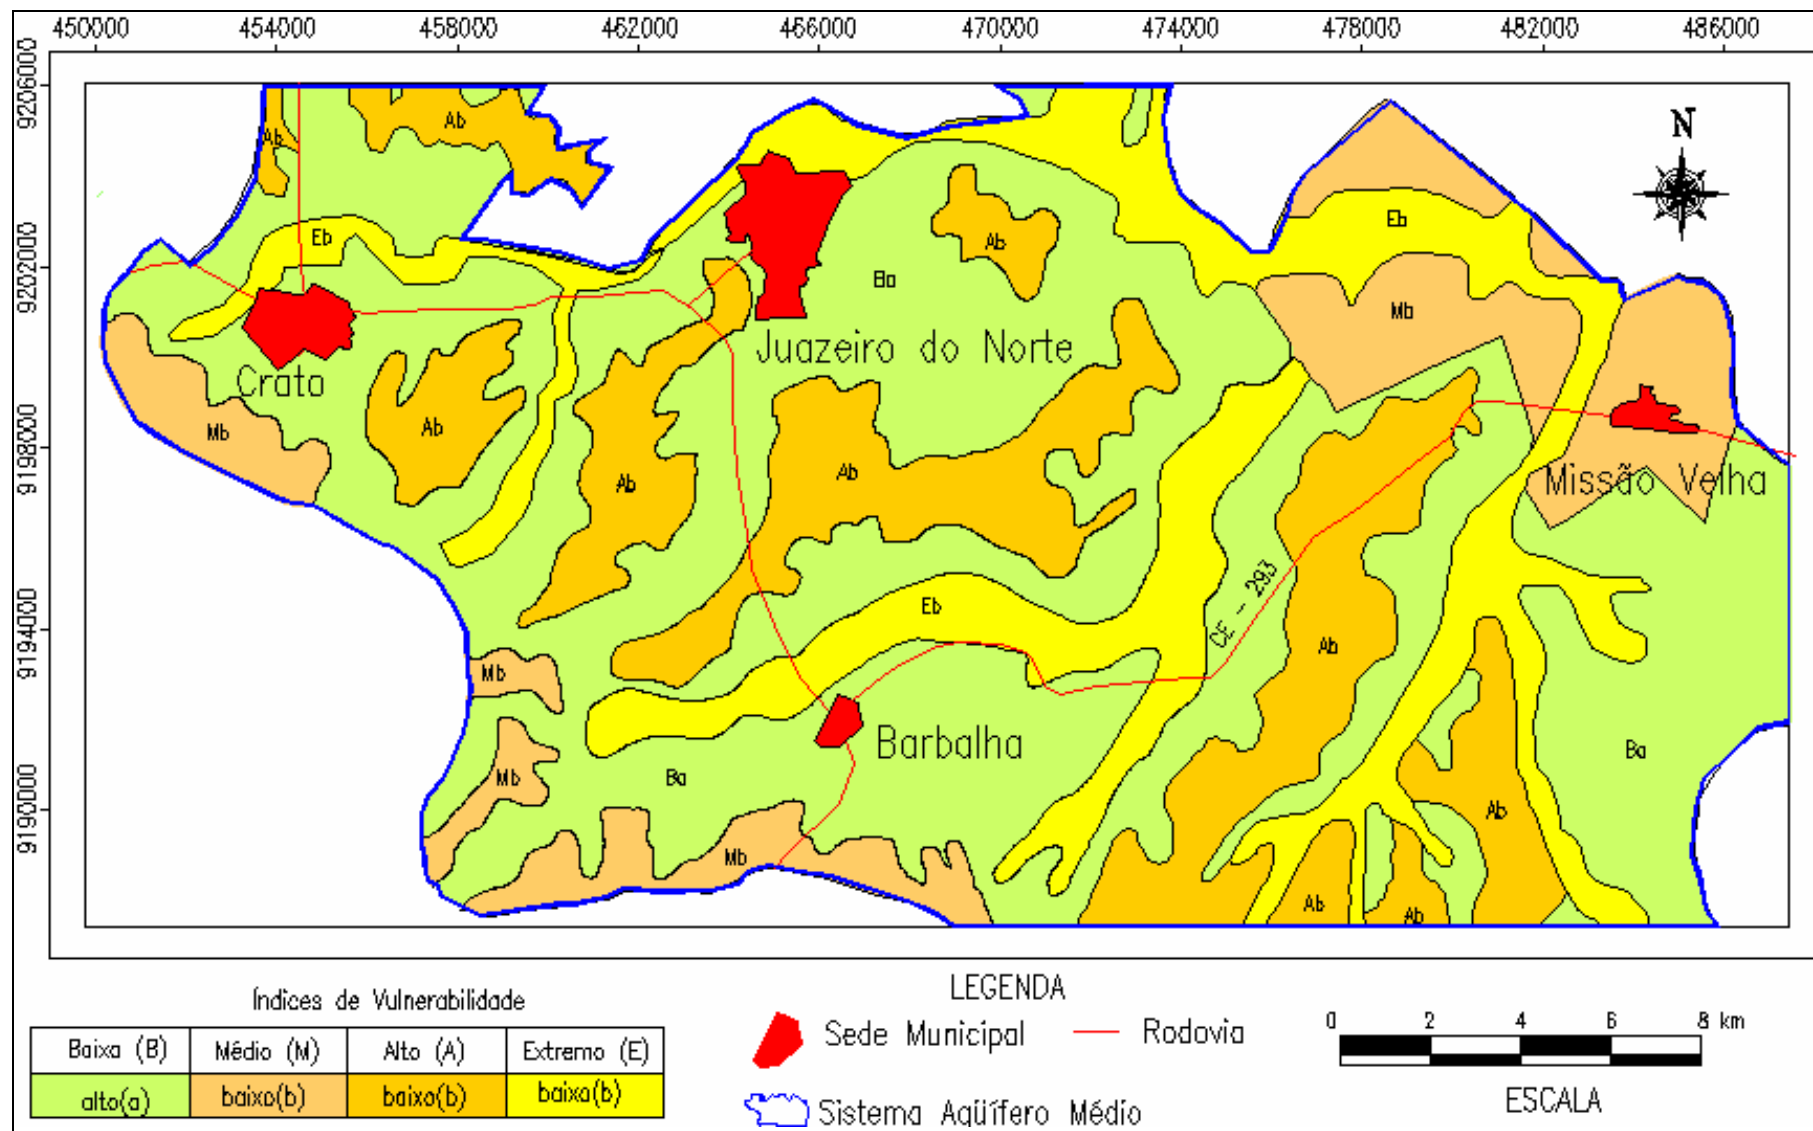 450000 454000 458000 462000 466000 470000 474000 478000 482000 486000
9206000
9202000
9198000
9194000
9190000
N
Ab
Ab
Eb
Ab
Eb
Ba
Mb
Juazeiro do Norte
Crato
Mb
Ab
Ab
Ab
Missão Velha
CE - 293
Eb
Ab
Mb
Barbalha
Mb
Ba
Ba
Ab
Mb
Ab
Ab
Índices de Vulnerabilidade
Baixa (B) Médio (M) Alto (A) Extremo (E)
alto(a) baixo(b) baixo(b) baixo(b)
LEGENDA
Sede Municipal
Rodovia
Sistema Aqüífero Médio
0 2 4 6 8 km
ESCALA